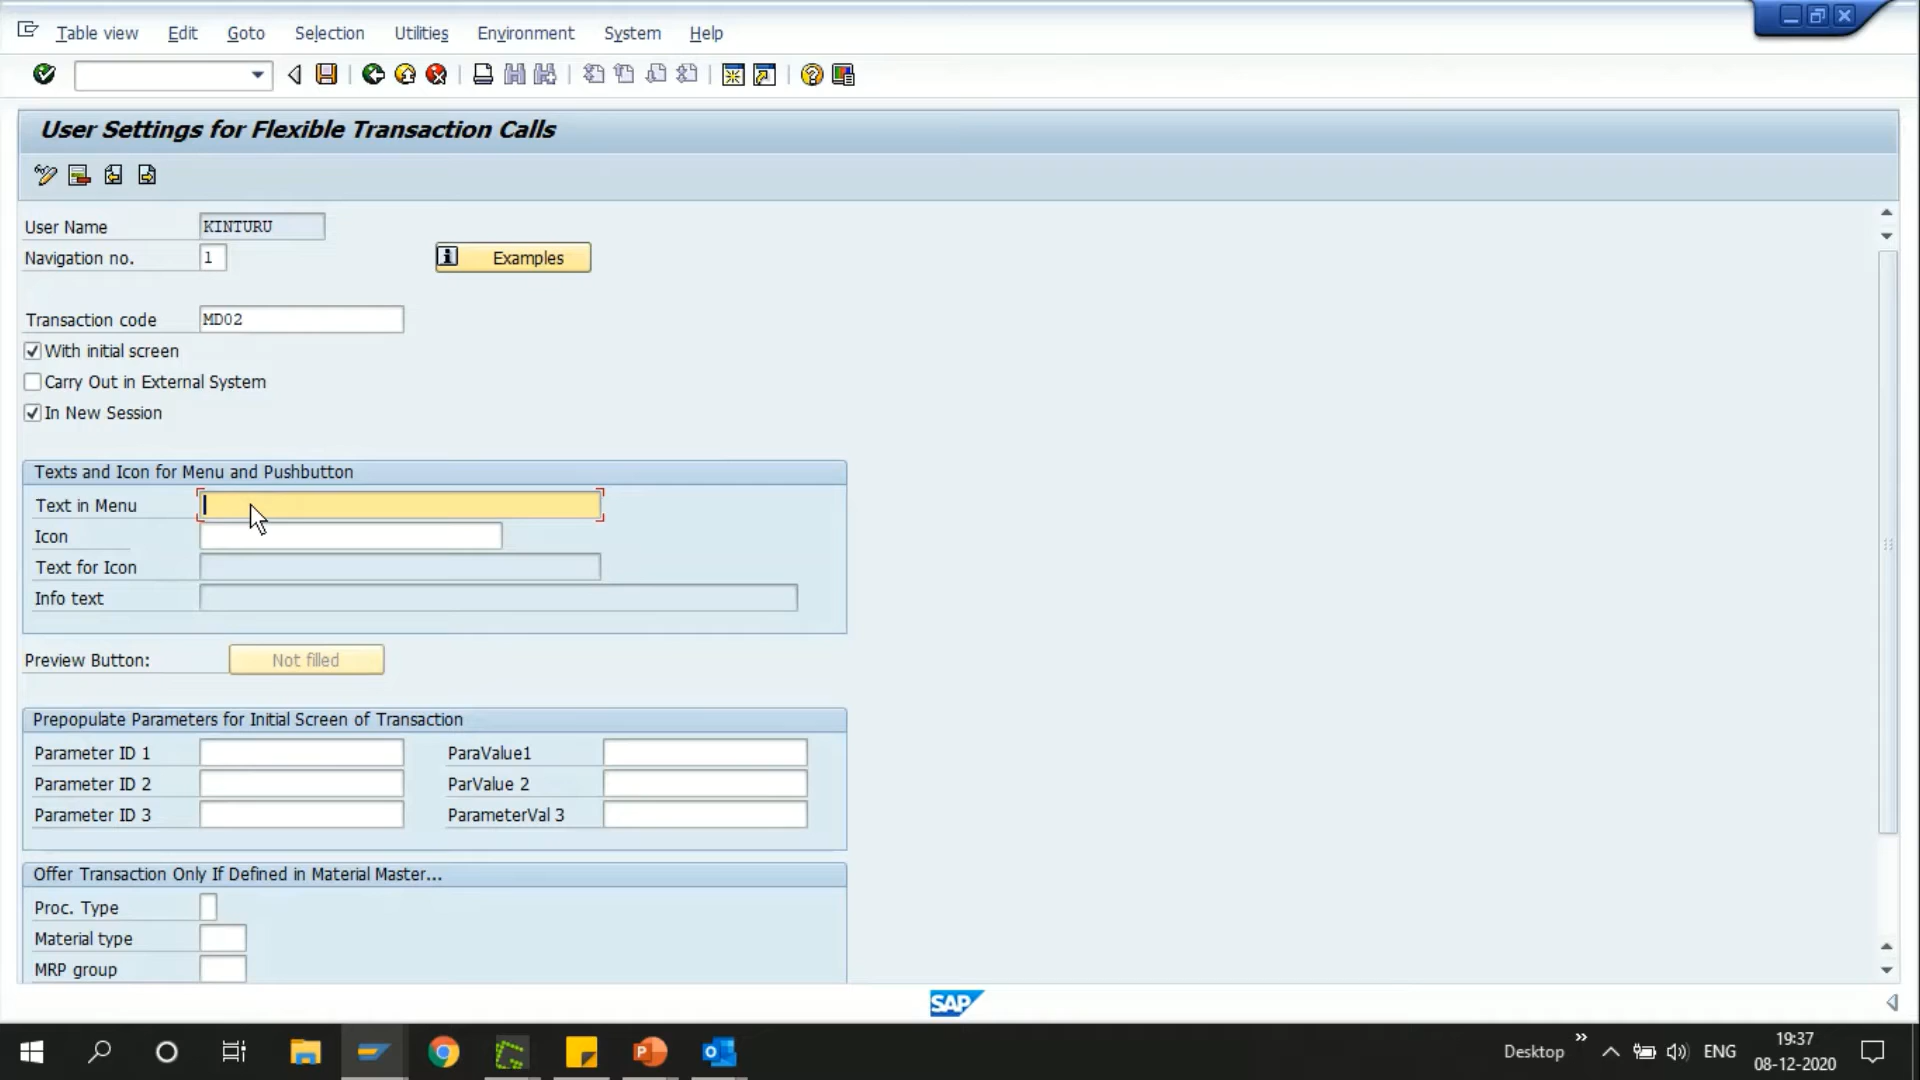 Table view Edit Goto Selection Utilities Environment System Help
User Settings for Flexible Transaction Calls
User Name KINTURU
Navigation no. 1 Examples
Transaction code MD02
With initial screen
Carry Out in External System
In New Session
Texts and Icon for Menu and Pushbutton
Text in Menu
Icon
Text for Icon
Info text
Preview Button: Not filled
Prepopulate Parameters for Initial Screen of Transaction
Parameter ID 1 ParaValue1
Parameter ID 2 ParValue 2
Parameter ID 3 ParameterVal 3
Offer Transaction Only If Defined in Material Master...
Proc. Type
Material type
MRP group
SAP
Desktop ENG 19:37
08-12-2020